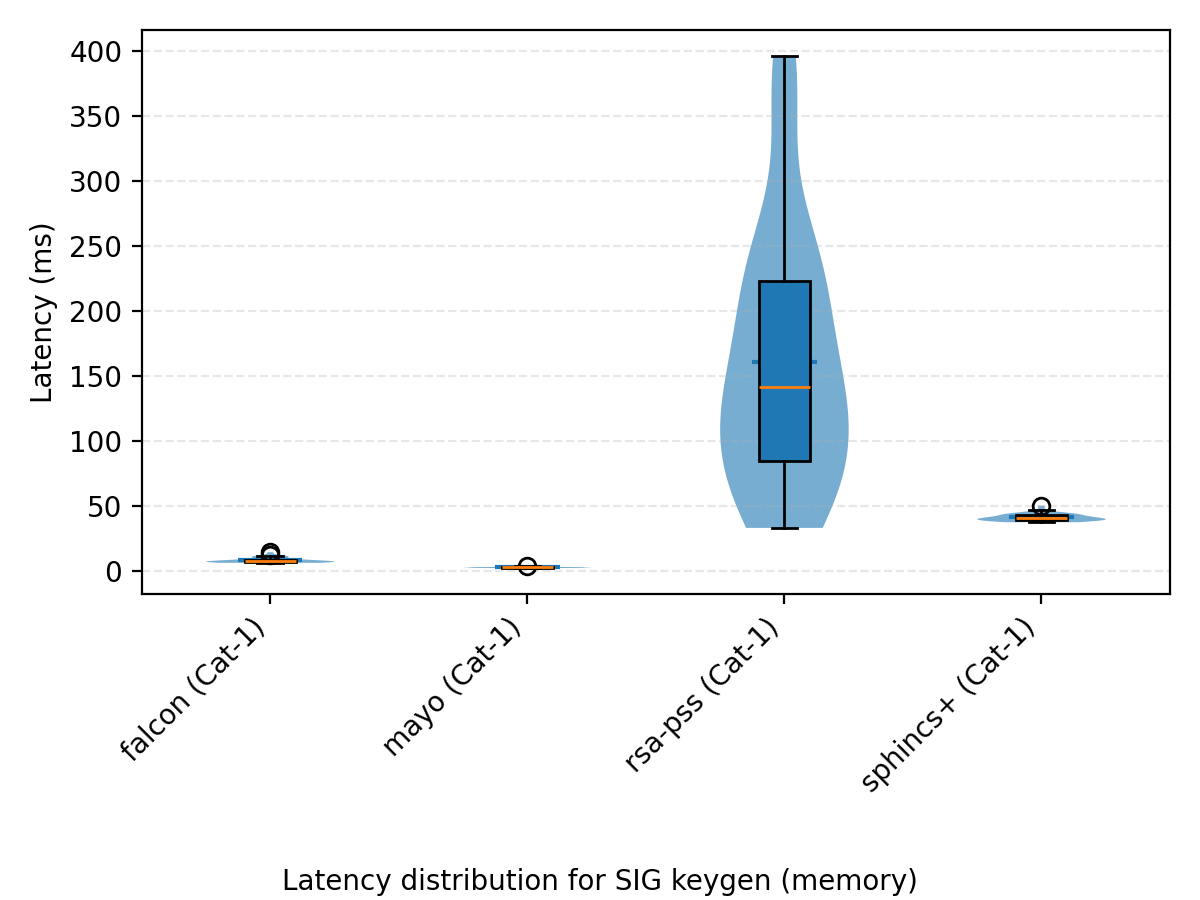 400
350
300
250
200
150
100
50
0
Latency (ms)
falcon (Cat-1)
mayo (Cat-1)
rsa-pss (Cat-1)
sphincs+ (Cat-1)
Latency distribution for SIG keygen (memory)